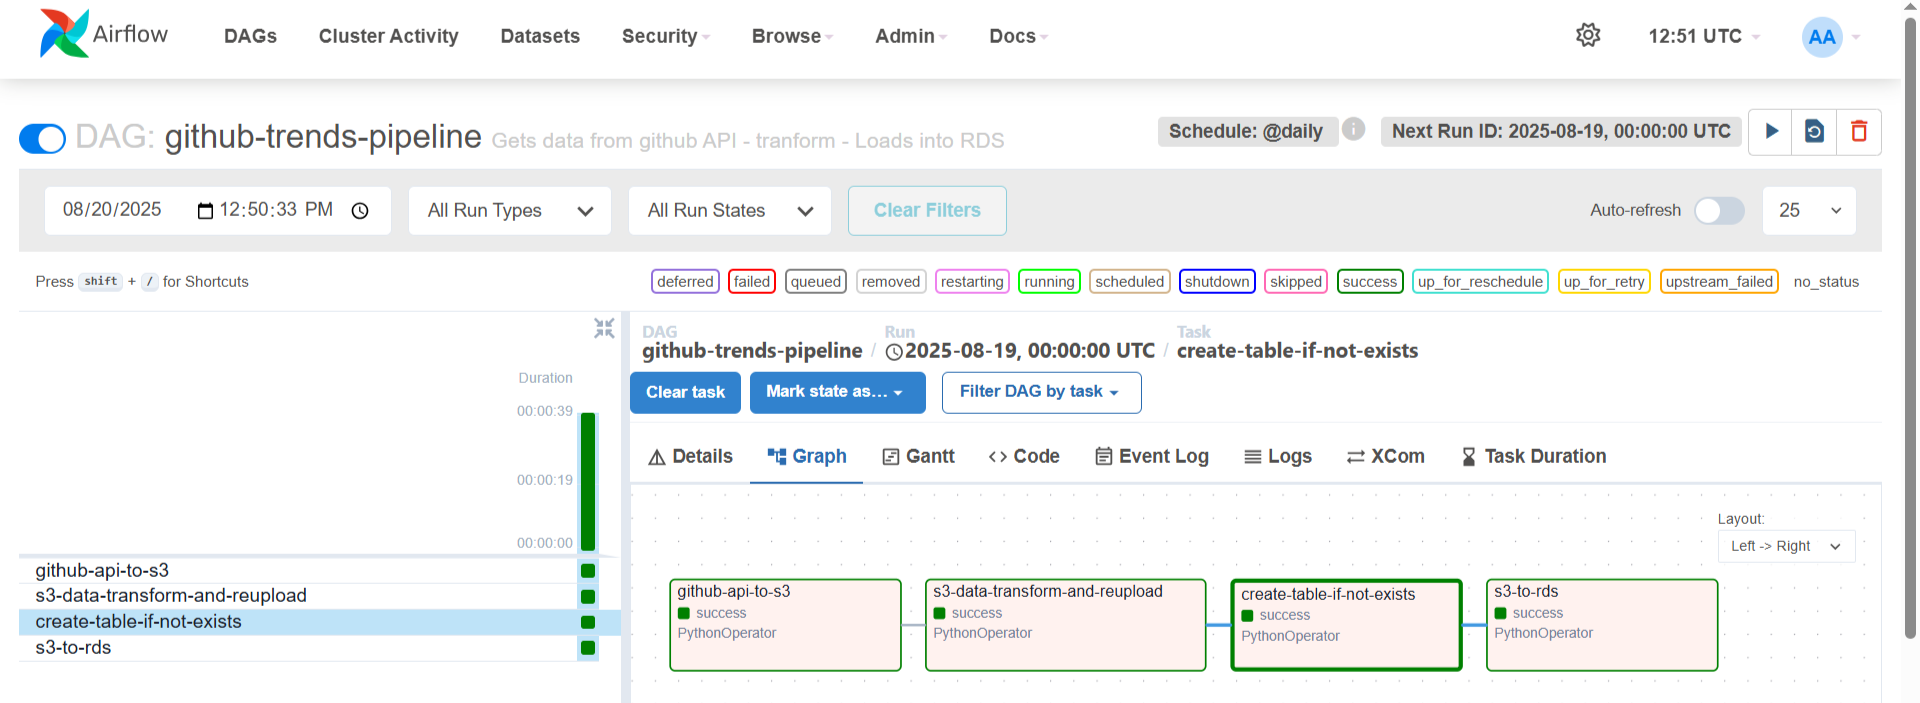 Airflow DAGs Cluster Activity Datasets Security Browse Admin Docs 12:51 UTC AA
DAG: github-trends-pipeline Gets data from github API - tranform - Loads into RDS Schedule: @daily Next Run ID: 2025-08-19, 00:00:00 UTC
08/20/2025 12:50:33 PM All Run Types All Run States Clear Filters Auto-refresh 25
Press shift + / for Shortcuts deferred failed queued removed restarting running scheduled shutdown skipped success up_for_reschedule up_for_retry upstream_failed no_status
Duration
00:00:39
00:00:19
00:00:00
github-api-to-s3
s3-data-transform-and-reupload
create-table-if-not-exists
s3-to-rds
DAG Run Task
github-trends-pipeline / 2025-08-19, 00:00:00 UTC / create-table-if-not-exists
Clear task Mark state as... Filter DAG by task
Details Graph Gantt Code Event Log Logs XCom Task Duration
Layout:
Left -> Right
github-api-to-s3
success
PythonOperator
s3-data-transform-and-reupload
success
PythonOperator
create-table-if-not-exists
success
PythonOperator
s3-to-rds
success
PythonOperator